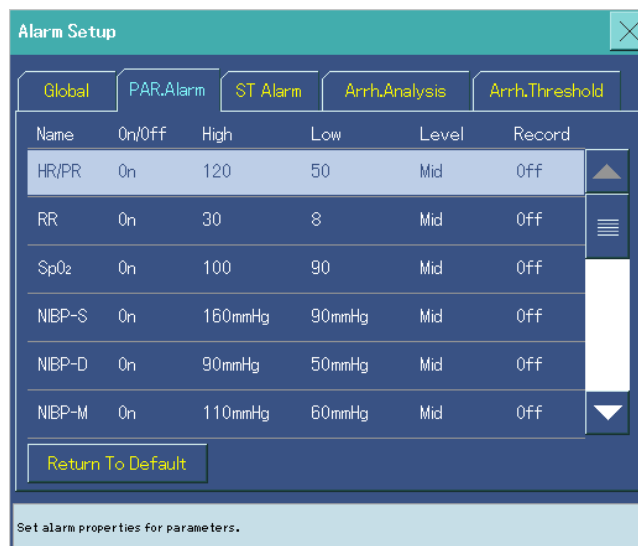 Alarm Setup
Global PAR.Alarm ST Alarm Arrh.Analysis Arrh.Threshold
Name On/Off High Low Level Record
HR/PR On 120 50 Mid Off
RR On 30 8 Mid Off
SpO₂ On 100 90 Mid Off
NIBP-S On 160mmHg 90mmHg Mid Off
NIBP-D On 90mmHg 50mmHg Mid Off
NIBP-M On 110mmHg 60mmHg Mid Off
Return To Default
Set alarm properties for parameters.